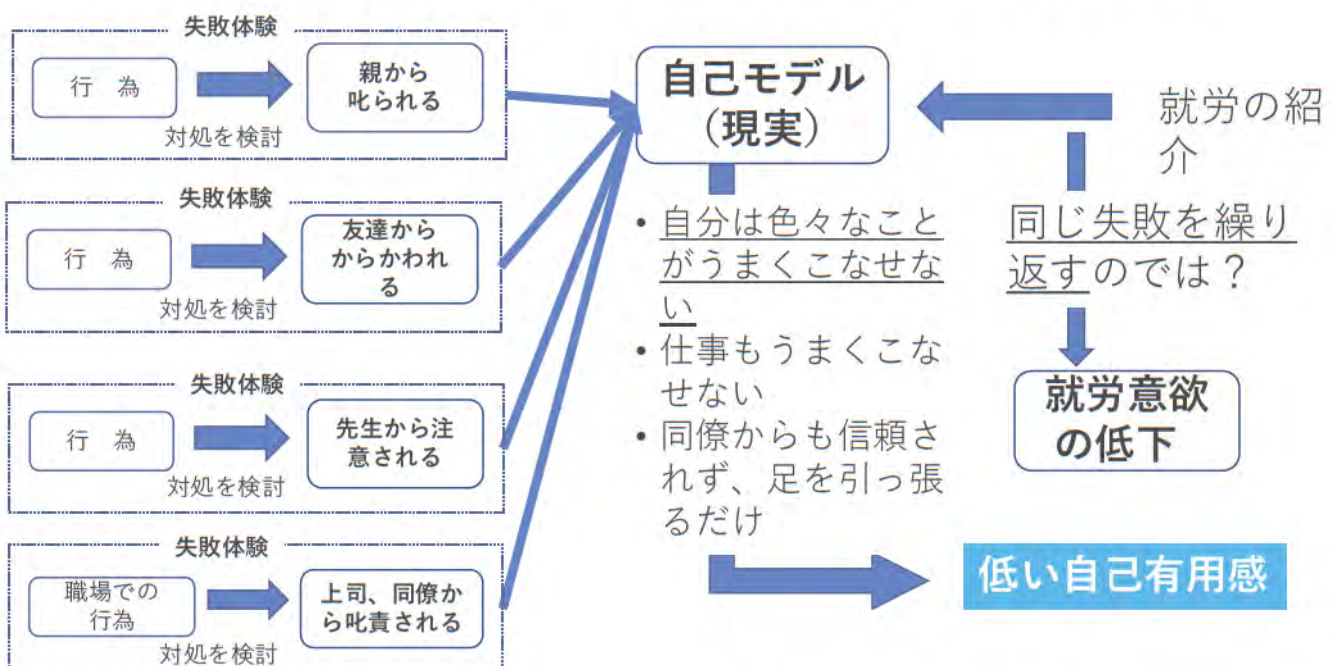 失敗体験
行　為
親から
叱られる
対処を検討
失敗体験
行　為
友達から
からかわれ
る
対処を検討
失敗体験
行　為
先生から注
意される
対処を検討
失敗体験
職場での
行為
上司、同僚か
ら叱責される
対処を検討
自己モデル
（現実）
・自分は色々なこと
がうまくこなせな
い
・仕事もうまくこな
せない
・同僚からも信頼さ
れず、足を引っ張
るだけ
就労の紹
介
同じ失敗を繰り
返すのでは？
就労意欲
の低下
低い自己有用感